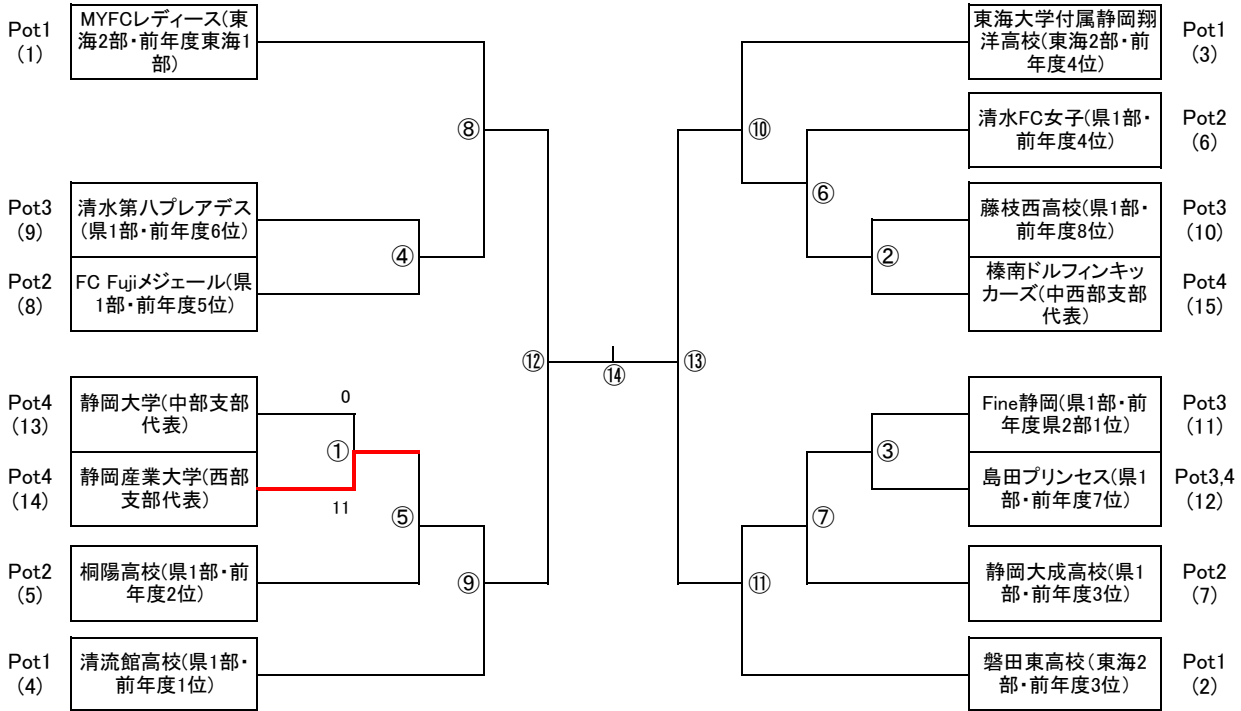 Pot1
(1)
MYFCレディース(東
海2部・前年度東海1
部)
⑧
Pot3
(9)
清水第八プレアデス
(県1部・前年度6位)
④
Pot2
(8)
FC Fujiメジェール(県
1部・前年度5位)
⑫
⑭
Pot4
(13)
静岡大学(中部支部
代表)
0
①
Pot4
(14)
静岡産業大学(西部
支部代表)
11
⑤
Pot2
(5)
桐陽高校(県1部・前
年度2位)
⑨
Pot1
(4)
清流館高校(県1部・
前年度1位)
東海大学付属静岡翔
洋高校(東海2部・前
年度4位)
Pot1
(3)
⑩
清水FC女子(県1部・
前年度4位)
Pot2
(6)
⑥
藤枝西高校(県1部・
前年度8位)
Pot3
(10)
②
榛南ドルフィンキッ
カーズ(中西部支部
代表)
Pot4
(15)
⑬
Fine静岡(県1部・前
年度県2部1位)
Pot3
(11)
③
島田プリンセス(県1
部・前年度7位)
Pot3,4
(12)
⑦
静岡大成高校(県1
部・前年度3位)
Pot2
(7)
⑪
磐田東高校(東海2
部・前年度3位)
Pot1
(2)